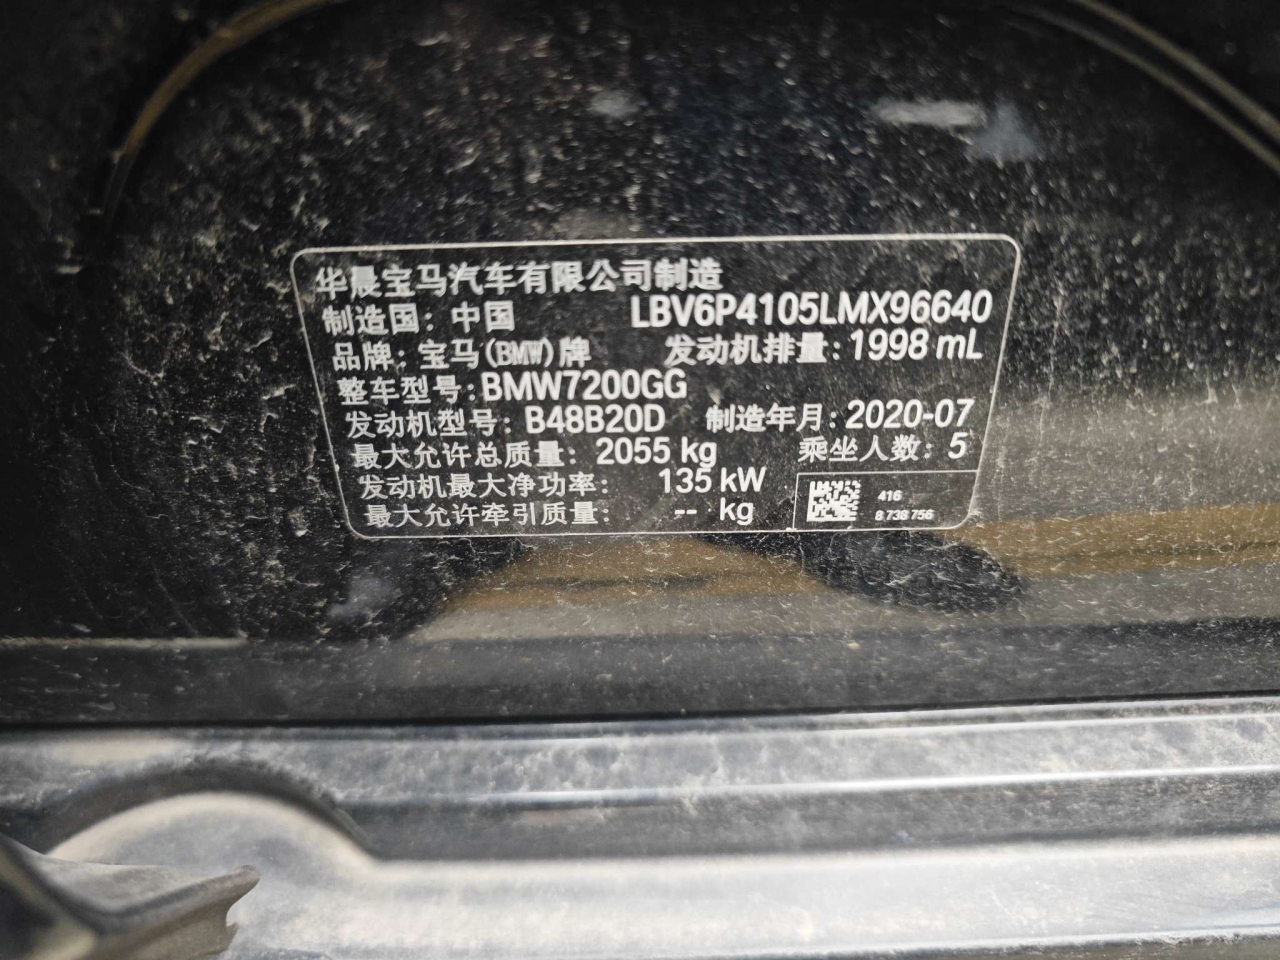 华晨宝马汽车有限公司制造
制造国：中国 LBV6P4105LMX96640
品牌：宝马(BMW)牌 发动机排量：1998 mL
整车型号：BMW7200GG
发动机型号：B48B20D 制造年月：2020-07
最大允许总质量：2055 kg 乘坐人数：5
发动机最大净功率：135 kW
最大允许牵引质量：-- kg
416
8 738 756